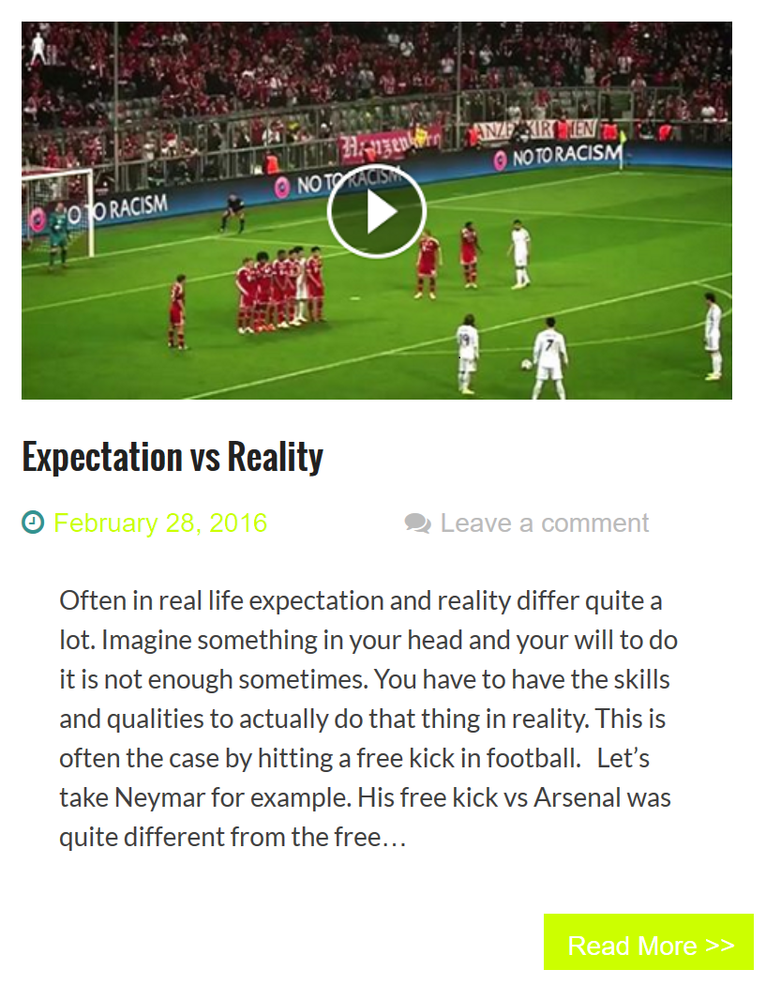 NO TO RACISM
NO TO RACISM
NO TO RACISM
19
7
Expectation vs Reality
February 28, 2016
Leave a comment
Often in real life expectation and reality differ quite a
lot. Imagine something in your head and your will to do
it is not enough sometimes. You have to have the skills
and qualities to actually do that thing in reality. This is
often the case by hitting a free kick in football.   Let’s
take Neymar for example. His free kick vs Arsenal was
quite different from the free…
Read More >>